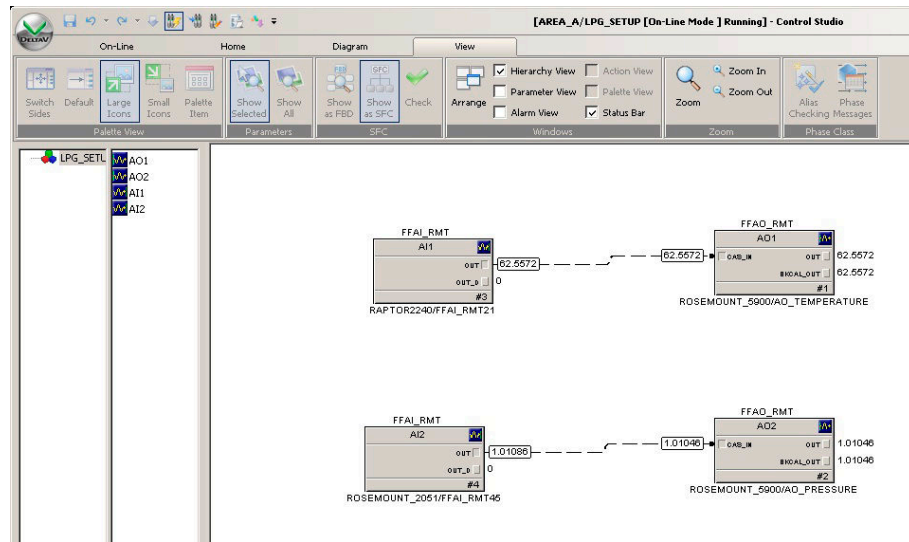 [AREA_A/LPG_SETUP [On-Line Mode ] Running] - Control Studio
DELTAV
On-Line Home Diagram View
Switch Sides
Default
Large Icons
Small Icons
Palette Item
Palette View
Show Selected
Show All
Parameters
Show as FBD
Show as SFC
Check
SFC
Arrange
Hierarchy View
Action View
Parameter View
Palette View
Alarm View
Status Bar
Windows
Zoom
Zoom In
Zoom Out
Zoom
Alias Checking
Phase Messages
Phase Class
LPG_SETU
AO1
AO2
AI1
AI2
FFAI_RMT
AI1
OUT 62.5572
OUT_D 0
#3
RAPTOR2240/FFAI_RMT21
FFAO_RMT
AO1
62.5572 CAS_IN OUT 62.5572
BKCAL_OUT 62.5572
#1
ROSEMOUNT_5900/AO_TEMPERATURE
FFAI_RMT
AI2
OUT 1.01086
OUT_D 0
#4
ROSEMOUNT_2051/FFAI_RMT45
FFAO_RMT
AO2
1.01046 CAS_IN OUT 1.01046
BKCAL_OUT 1.01046
#2
ROSEMOUNT_5900/AO_PRESSURE